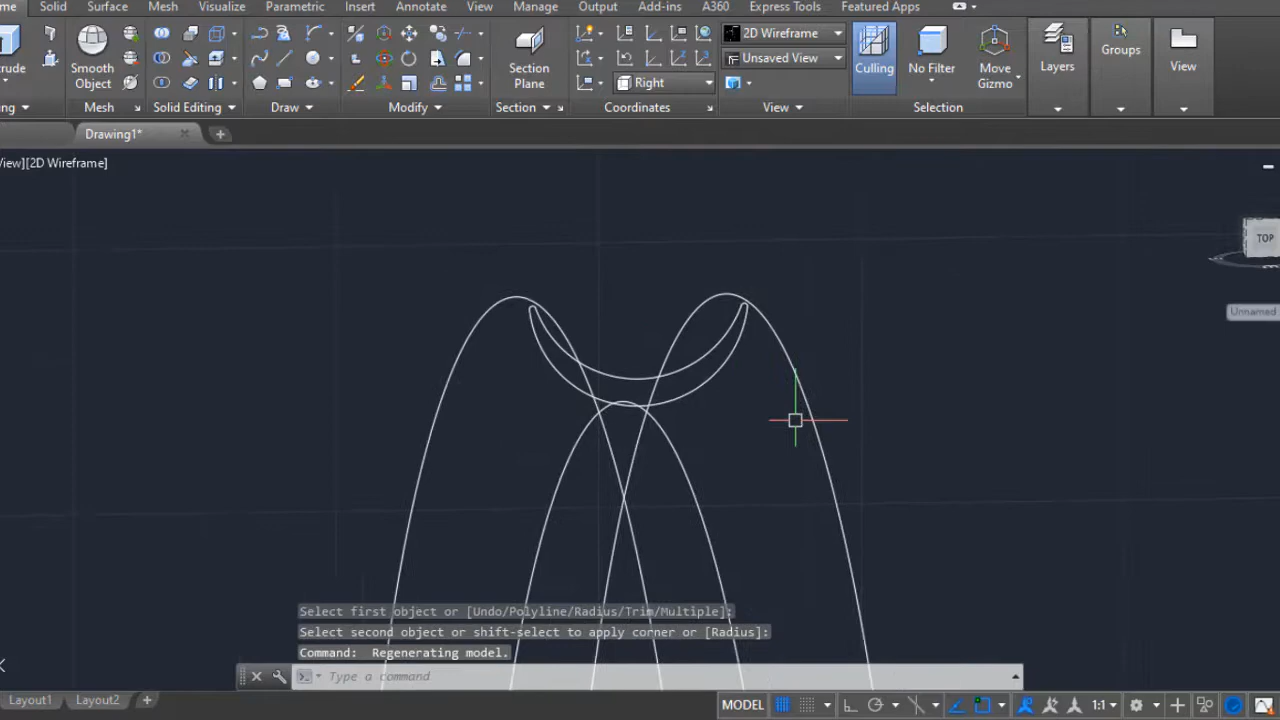 me Solid Surface Mesh Visualize Parametric Insert Annotate View Manage Output Add-ins A360 Express Tools Featured Apps
rude
Smooth Object
Section Plane
2D Wireframe
Unsaved View
Right
Culling
No Filter
Move Gizmo
Layers
Groups
View
ng Mesh Solid Editing Draw Modify Section Coordinates View Selection
Drawing1*
View][2D Wireframe]
TOP
Unnamed
Select first object or [Undo/Polyline/Radius/Trim/Multiple]:
Select second object or shift-select to apply corner or [Radius]:
Command: Regenerating model.
Type a command
Layout1 Layout2
MODEL 1:1